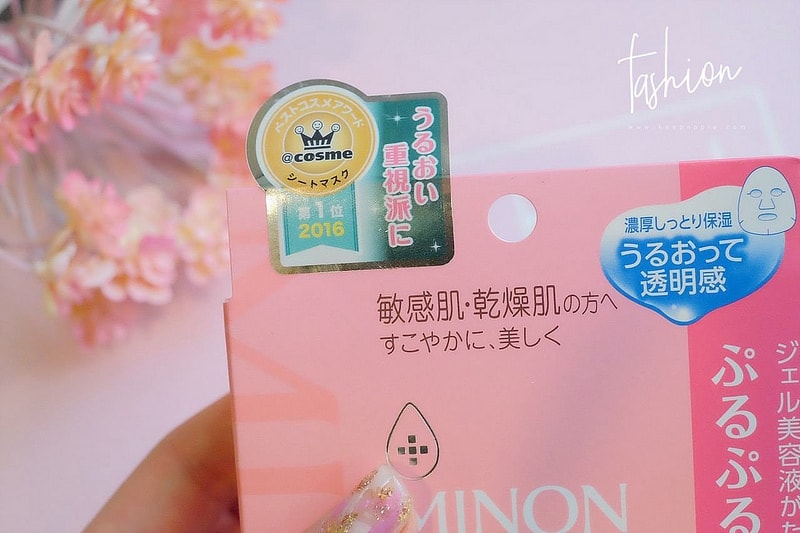 fashion
ベストコスメアワード
@cosme
シートマスク
第1位
2016
うるおい
重視派に
濃厚しっとり保湿
うるおって
透明感
敏感肌・乾燥肌の方へ
すこやかに、美しく
ぷるぷる
ジェル美容液がた
MINON